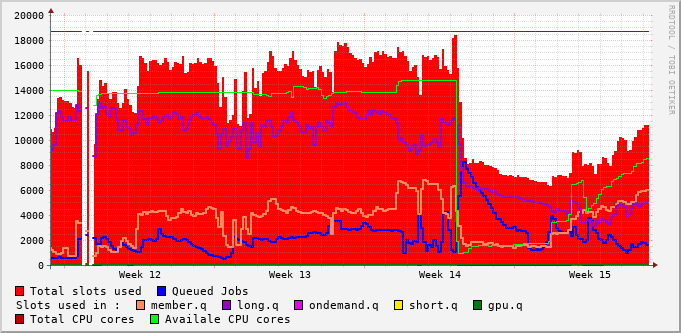 20000
18000
16000
14000
12000
10000
8000
6000
4000
2000
0
Week 12 Week 13 Week 14 Week 15
Total slots used Queued Jobs
Slots used in : member.q long.q ondemand.q short.q gpu.q
Total CPU cores Availale CPU cores
RRDTOOL / TOBI OETIKER